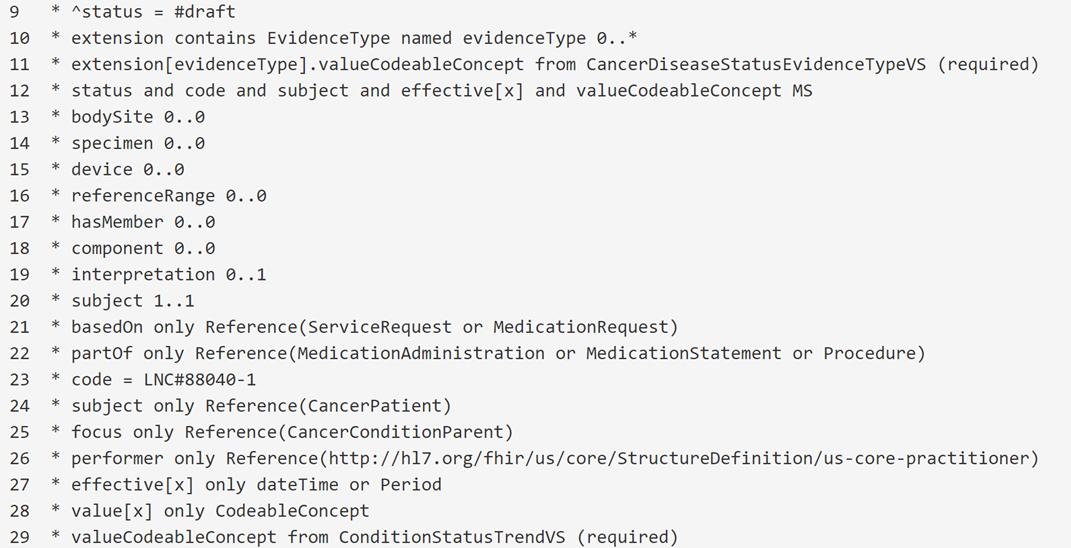 9 * ^status = #draft
10 * extension contains EvidenceType named evidenceType 0..*
11 * extension[evidenceType].valueCodeableConcept from CancerDiseaseStatusEvidenceTypeVS (required)
12 * status and code and subject and effective[x] and valueCodeableConcept MS
13 * bodySite 0..0
14 * specimen 0..0
15 * device 0..0
16 * referenceRange 0..0
17 * hasMember 0..0
18 * component 0..0
19 * interpretation 0..1
20 * subject 1..1
21 * basedOn only Reference(ServiceRequest or MedicationRequest)
22 * partOf only Reference(MedicationAdministration or MedicationStatement or Procedure)
23 * code = LNC#88040-1
24 * subject only Reference(CancerPatient)
25 * focus only Reference(CancerConditionParent)
26 * performer only Reference(http://hl7.org/fhir/us/core/StructureDefinition/us-core-practitioner)
27 * effective[x] only dateTime or Period
28 * value[x] only CodeableConcept
29 * valueCodeableConcept from ConditionStatusTrendVS (required)